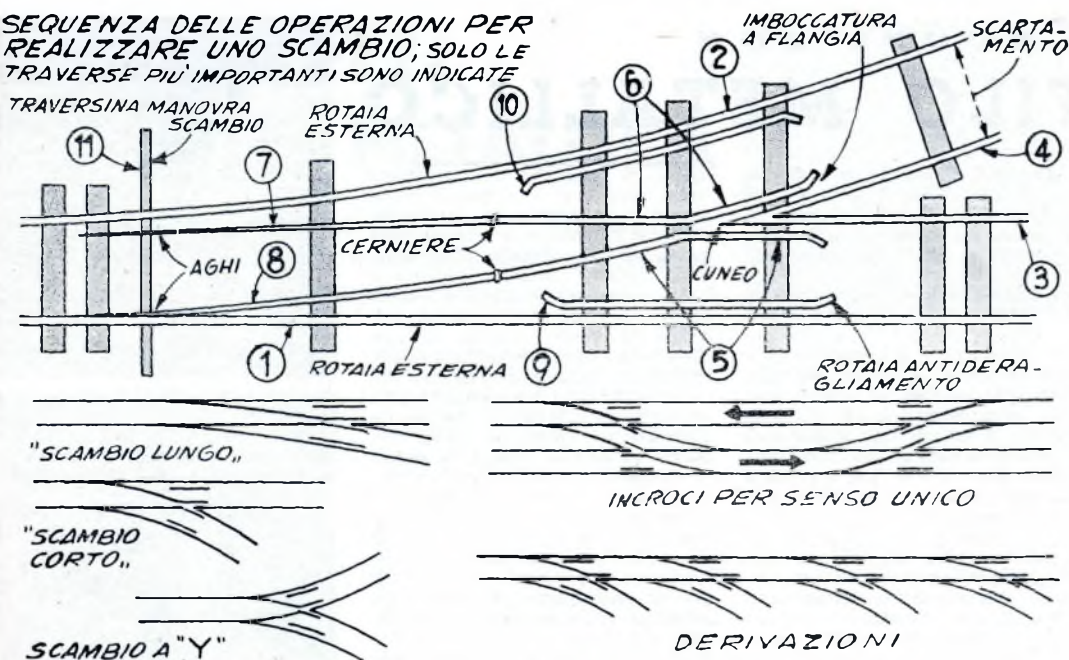 SEQUENZA DELLE OPERAZIONI PER
REALIZZARE UNO SCAMBIO; SOLO LE
TRAVERSE PIU' IMPORTANTI SONO INDICATE
IMBOCCATURA
A FLANGIA
SCARTA-
MENTO
TRAVERSINA MANOVRA
SCAMBIO
ROTAIA
ESTERNA
10
6
2
11
7
4
AGHI
8
CERNIERE
CUNEO
3
1
ROTAIA ESTERNA
9
5
ROTAIA ANTIDERA-
GLIAMENTO
"SCAMBIO LUNGO„
"SCAMBIO
CORTO„
SCAMBIO A "Y"
INCROCI PER SENSO UNICO
DERIVAZIONI